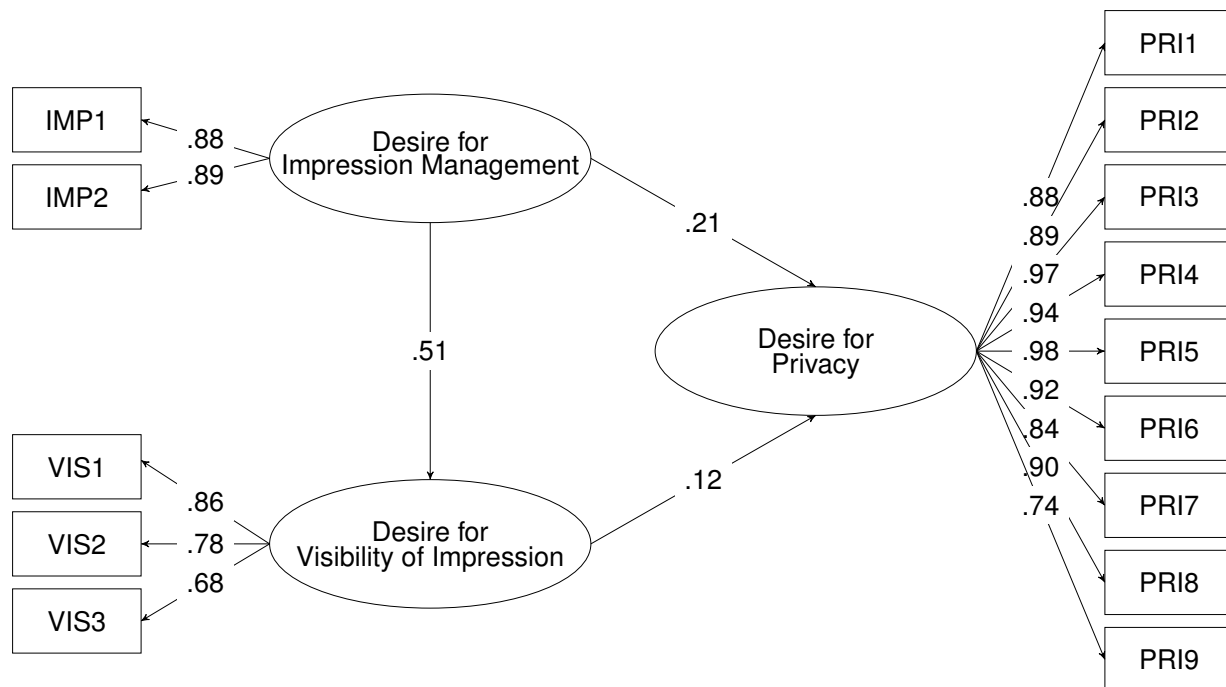 IMP1
IMP2
.88
.89
Desire for
Impression Management
.21
.51
VIS1
VIS2
VIS3
.86
.78
.68
Desire for
Visibility of Impression
.12
Desire for
Privacy
.88
.89
.97
.94
.98
.92
.84
.90
.74
PRI1
PRI2
PRI3
PRI4
PRI5
PRI6
PRI7
PRI8
PRI9